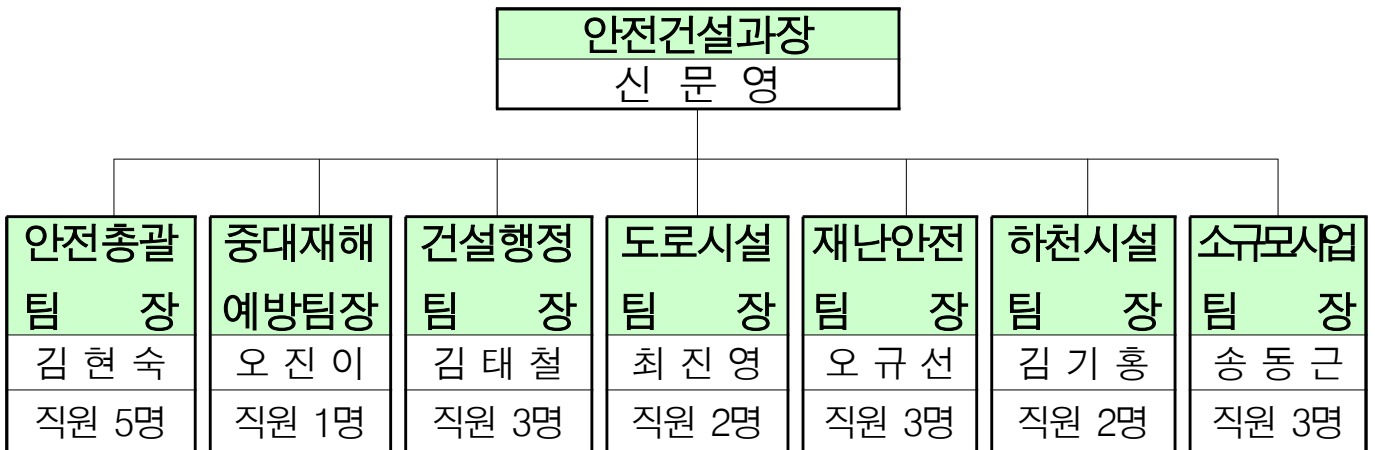 안전건설과장
신 문 영
안전총괄 중대재해 건설행정 도로시설 재난안전 하천시설 소규모사업
팀 장 예방팀장 팀 장 팀 장 팀 장 팀 장 팀 장
김 현 숙 오 진 이 김 태 철 최 진 영 오 규 선 김 기 홍 송 동 근
직원 5명 직원 1명 직원 3명 직원 2명 직원 3명 직원 2명 직원 3명